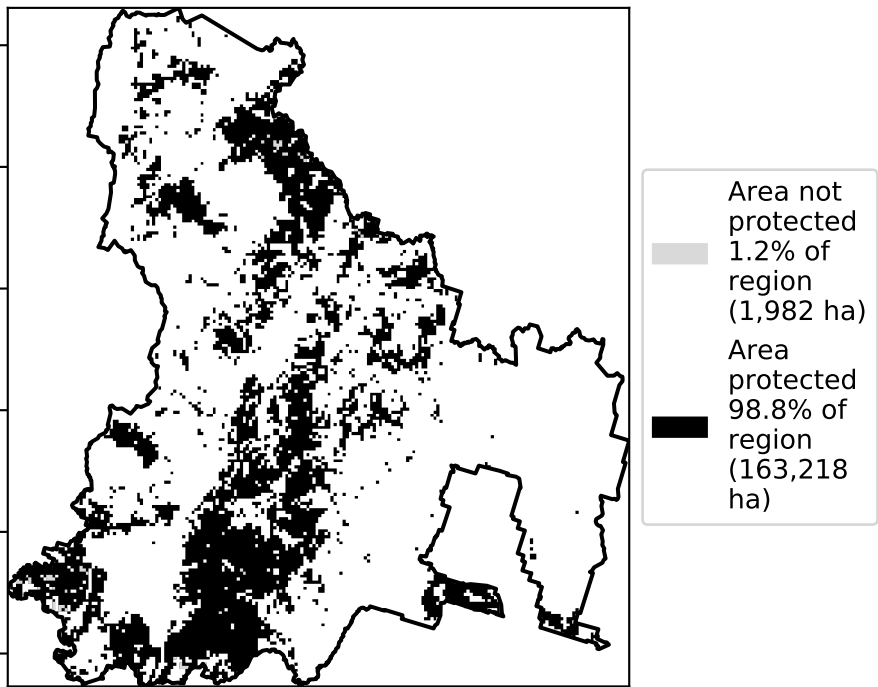 Area not
protected
1.2% of
region
(1,982 ha)
Area
protected
98.8% of
region
(163,218
ha)